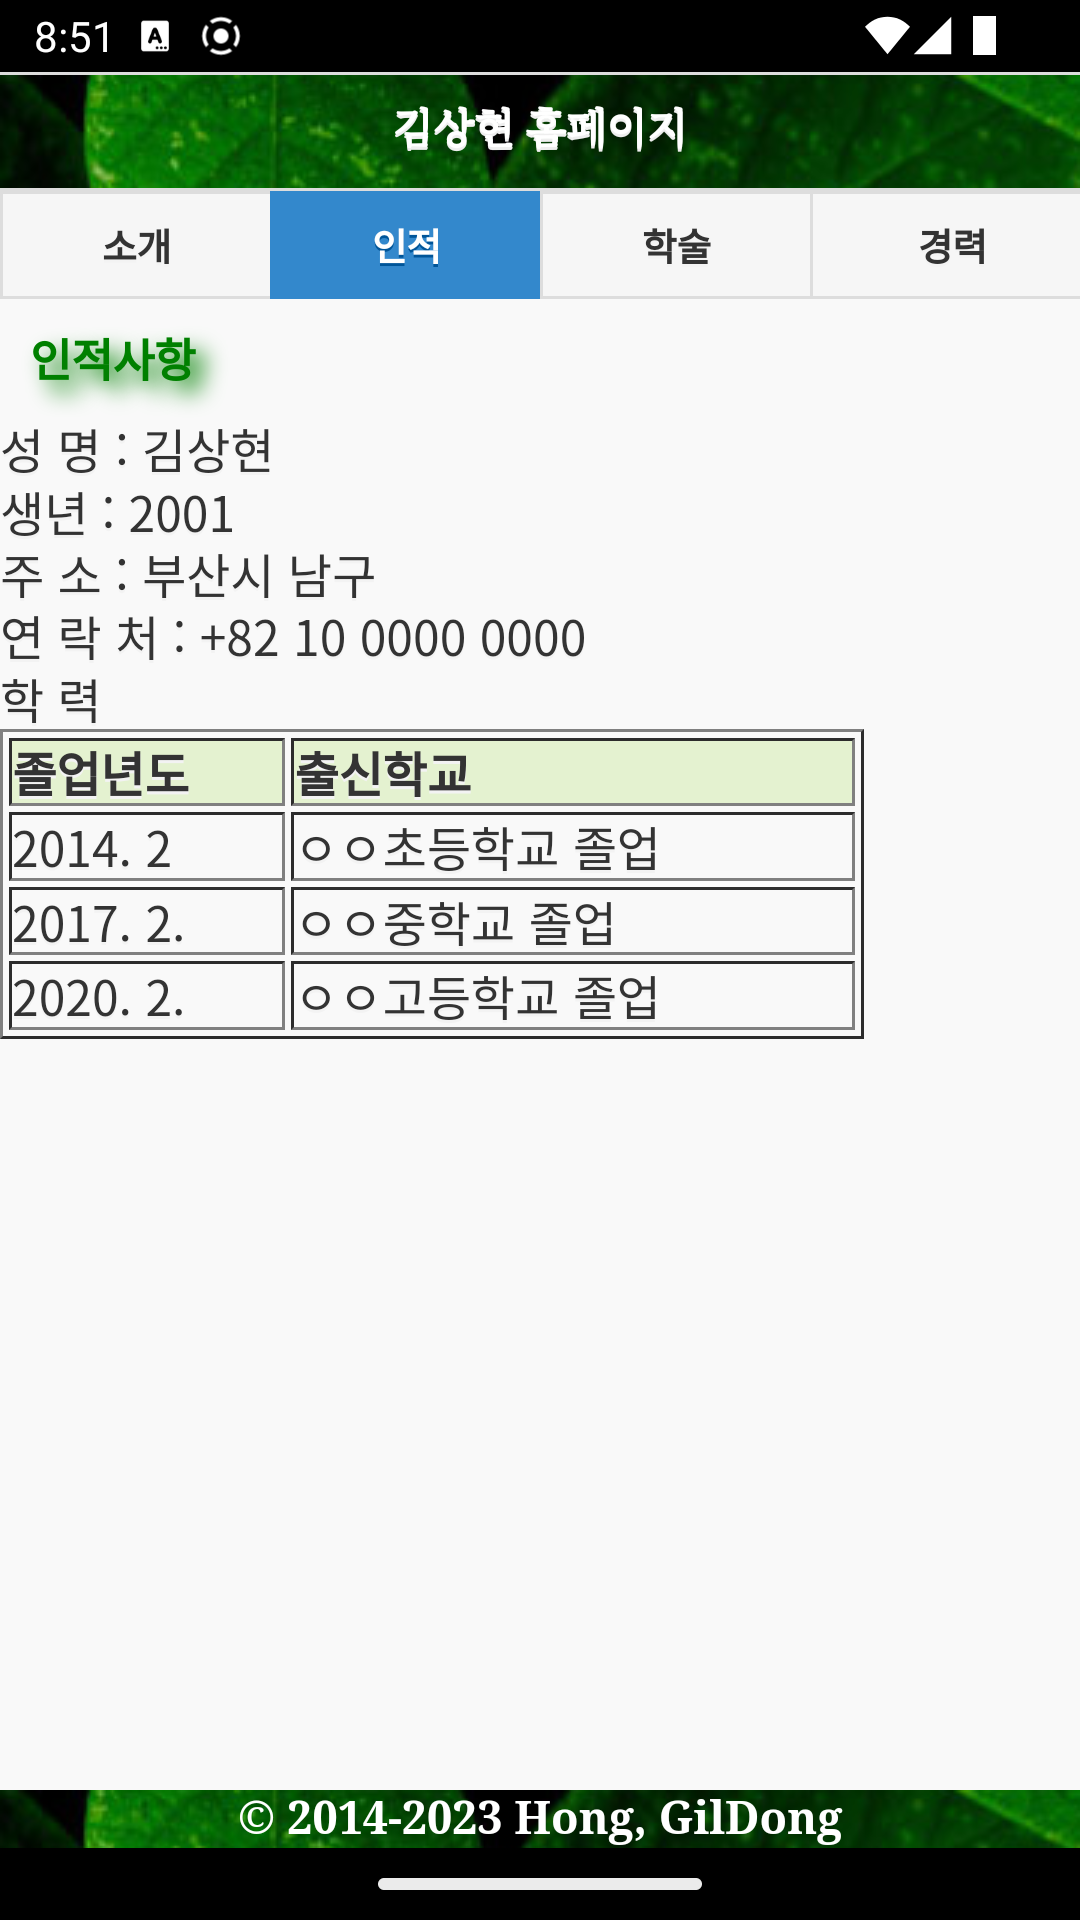 8:51
김상현 홈페이지
소개 인적 학술 경력
인적사항
성 명 : 김상현
생년 : 2001
주 소 : 부산시 남구
연 락 처 : +82 10 0000 0000
학 력
졸업년도 출신학교
2014. 2 ㅇㅇ초등학교 졸업
2017. 2. ㅇㅇ중학교 졸업
2020. 2. ㅇㅇ고등학교 졸업
© 2014-2023 Hong, GilDong